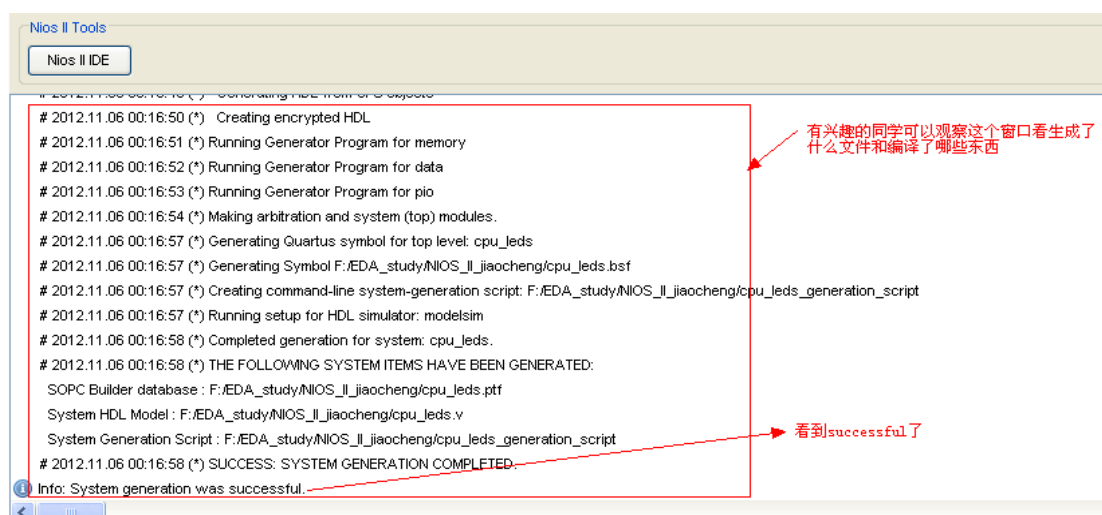 Nios II Tools
Nios II IDE
# 2012.11.06 00:16:50 (*) Creating encrypted HDL
# 2012.11.06 00:16:51 (*) Running Generator Program for memory
# 2012.11.06 00:16:52 (*) Running Generator Program for data
# 2012.11.06 00:16:53 (*) Running Generator Program for pio
# 2012.11.06 00:16:54 (*) Making arbitration and system (top) modules.
# 2012.11.06 00:16:57 (*) Generating Quartus symbol for top level: cpu_leds
# 2012.11.06 00:16:57 (*) Generating Symbol F:/EDA_study/NIOS_II_jiaocheng/cpu_leds.bsf
# 2012.11.06 00:16:57 (*) Creating command-line system-generation script: F:/EDA_study/NIOS_II_jiaocheng/cpu_leds_generation_script
# 2012.11.06 00:16:57 (*) Running setup for HDL simulator: modelsim
# 2012.11.06 00:16:58 (*) Completed generation for system: cpu_leds.
# 2012.11.06 00:16:58 (*) THE FOLLOWING SYSTEM ITEMS HAVE BEEN GENERATED:
SOPC Builder database : F:/EDA_study/NIOS_II_jiaocheng/cpu_leds.ptf
System HDL Model : F:/EDA_study/NIOS_II_jiaocheng/cpu_leds.v
System Generation Script : F:/EDA_study/NIOS_II_jiaocheng/cpu_leds_generation_script
# 2012.11.06 00:16:58 (*) SUCCESS: SYSTEM GENERATION COMPLETED.
Info: System generation was successful.
有兴趣的同学可以观察这个窗口看生成了
什么文件和编译了哪些东西
看到successful了